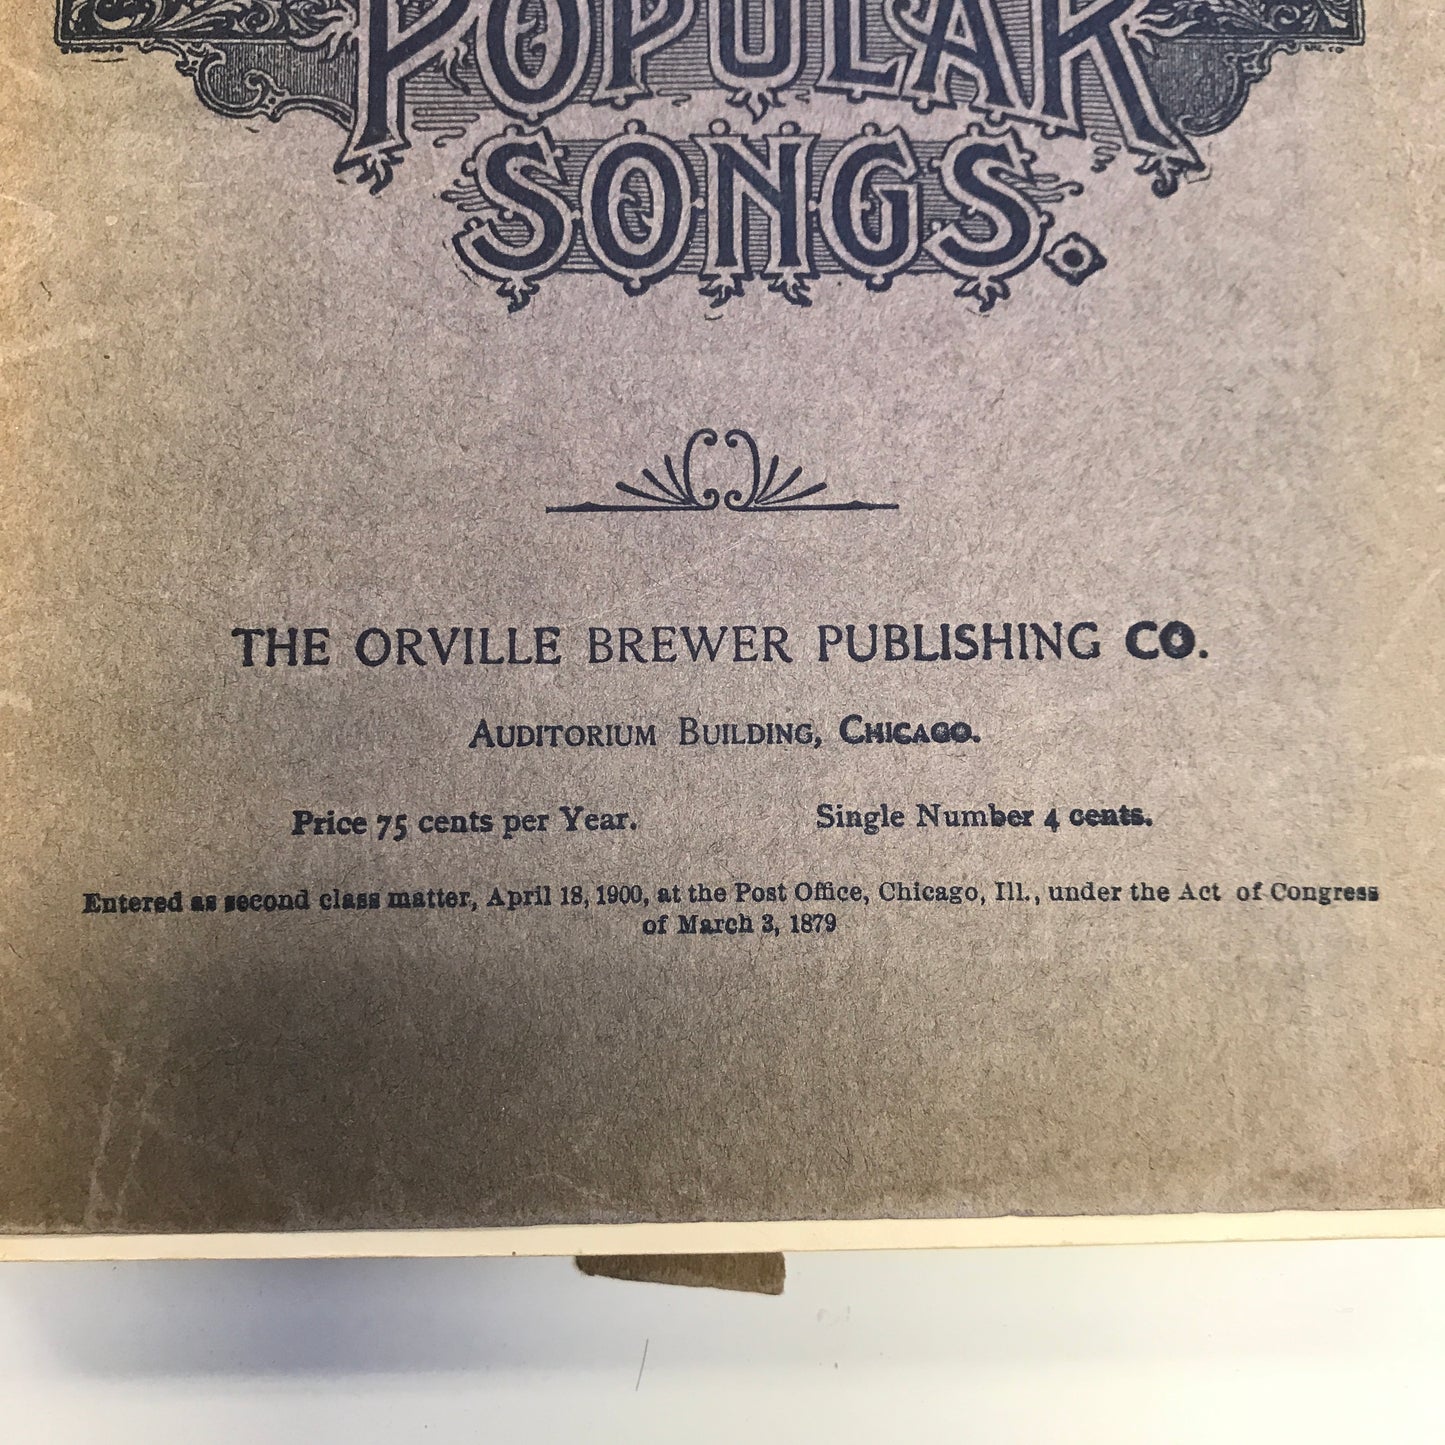 POPULAR
SONGS.
THE ORVILLE BREWER PUBLISHING CO.
AUDITORIUM BUILDING, CHICAGO.
Price 75 cents per Year. Single Number 4 cents.
Entered as second class matter, April 18, 1900, at the Post Office, Chicago, Ill., under the Act of Congress
of March 3, 1879